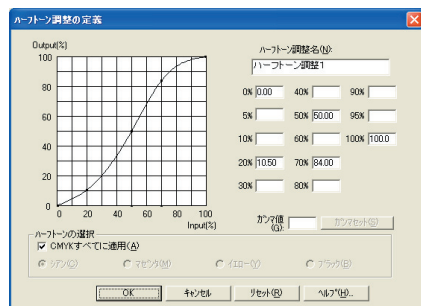 ハーフトーン調整の定義
Output(%)
100
80
60
40
20
0
0 20 40 60 80 100
Input(%)
ハーフトーン調整名(N):
ハーフトーン調整1
0% 0.00 40% 90%
5% 50% 50.00 95%
10% 60% 100% 100.0
20% 10.50 70% 84.00
30% 80%
ガンマ値(G): ガンマセット(S)
ハーフトーンの選択
CMYKすべてに適用(A)
シアン(C) マゼンタ(M) イエロー(Y) ブラック(B)
OK キャンセル リセット(R) ヘルプ(H)...